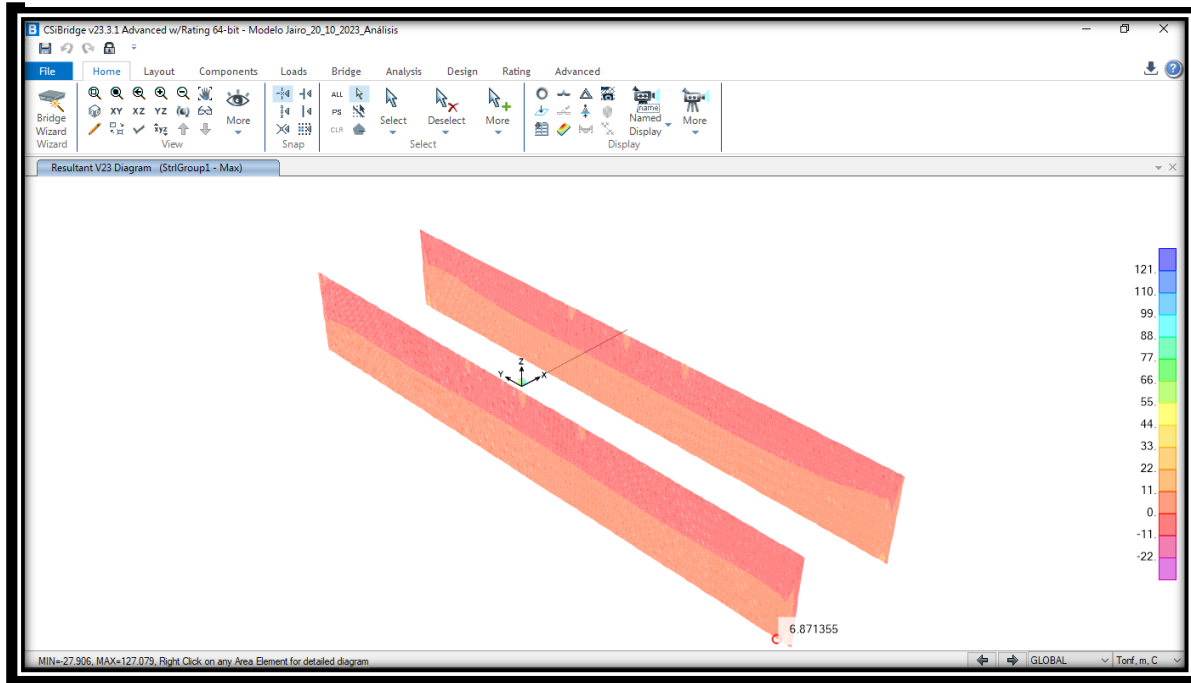 CSiBridge v23.3.1 Advanced w/Rating 64-bit - Modelo Jairo_20_10_2023_Análisis
File Home Layout Components Loads Bridge Analysis Design Rating Advanced
Bridge Wizard
XY XZ YZ
xyz
More
ALL
PS
CLR
Select
Deselect
More
name
Named Display
More
Wizard View Snap Select Display
Resultant V23 Diagram (StrlGroup1 - Max)
121.
110.
99.
88.
77.
66.
55.
44.
33.
22.
11.
0.
-11.
-22.
Z
Y X
6.871355
MIN=-27.906, MAX=127.079, Right Click on any Area Element for detailed diagram
GLOBAL
Tonf, m, C